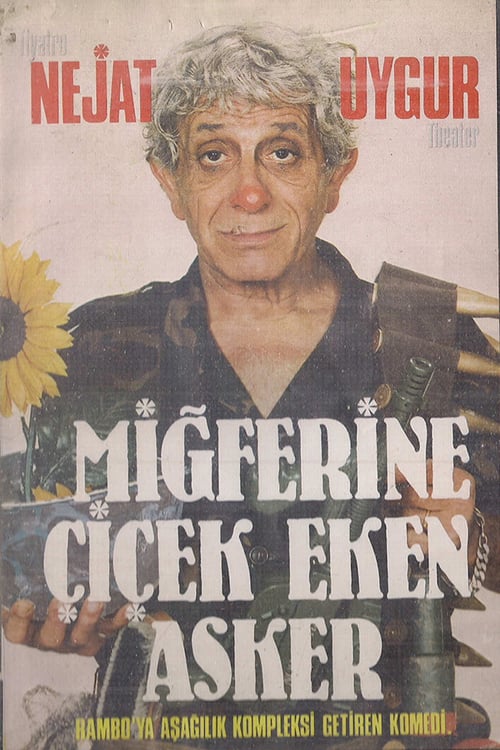 tiyatro
NEJAT UYGUR
Theater
MİĞFERİNE
ÇİÇEK EKEN
ASKER
RAMBO'YA AŞAĞILIK KOMPLEKSİ GETİREN KOMEDİ